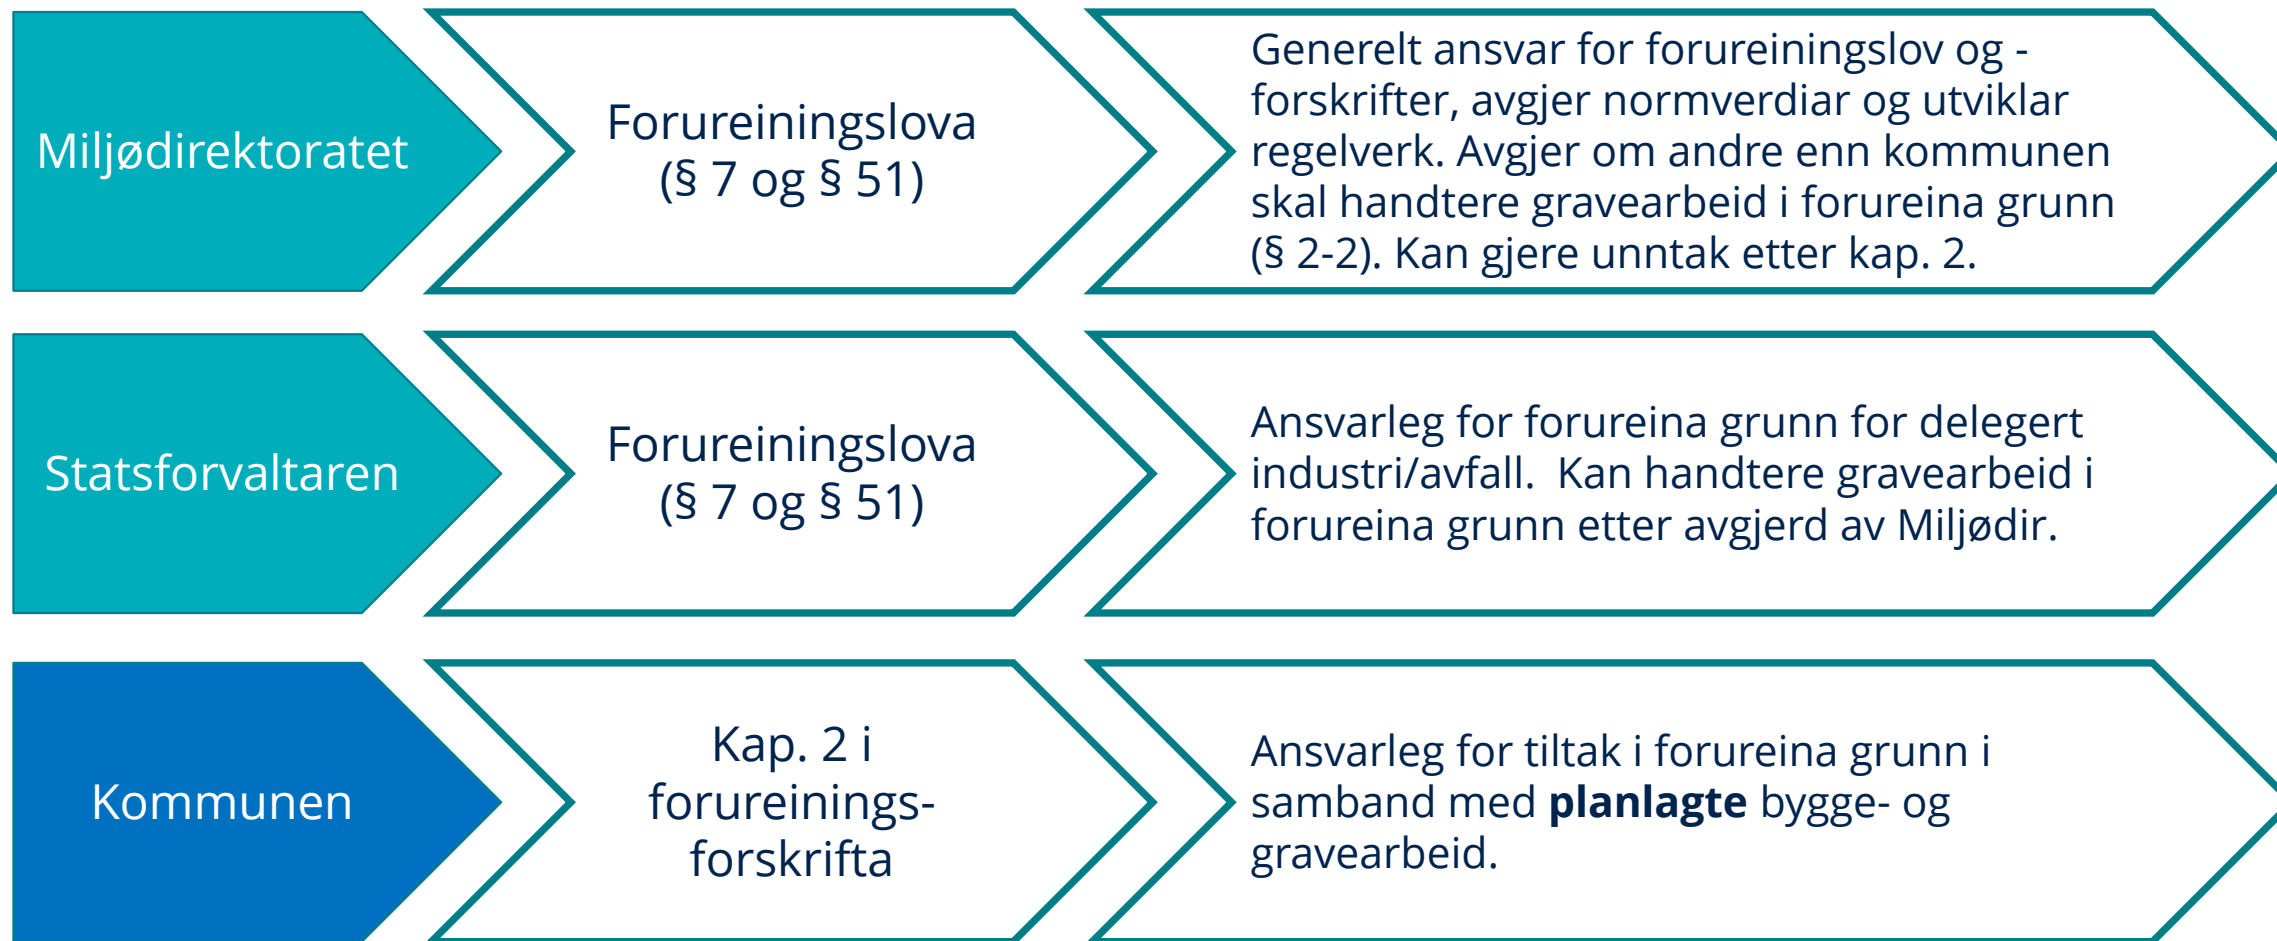 Miljødirektoratet
Forureiningslova
(§ 7 og § 51)
Generelt ansvar for forureiningslov og -
forskrifter, avgjer normverdiar og utviklar
regelverk. Avgjer om andre enn kommunen
skal handtere gravearbeid i forureina grunn
(§ 2-2). Kan gjere unntak etter kap. 2.
Statsforvaltaren
Forureiningslova
(§ 7 og § 51)
Ansvarleg for forureina grunn for delegert
industri/avfall.  Kan handtere gravearbeid i
forureina grunn etter avgjerd av Miljødir.
Kommunen
Kap. 2 i
forureinings-
forskrifta
Ansvarleg for tiltak i forureina grunn i
samband med planlagte bygge- og
gravearbeid.